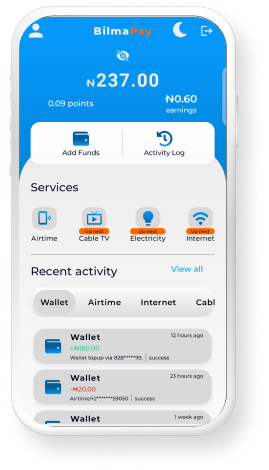 BilmaPay
₦237.00
0.09 points
₦0.60
earnings
Add Funds
Activity Log
Services
Airtime
Up next
Cable TV
Up next
Electricity
Up next
Internet
Recent activity
View all
Wallet Airtime Internet Cabl
Wallet
12 hours ago
+₦180.00
Wallet topup via 828*****99. | success
Wallet
23 hours ago
-₦20.00
Airtime/+2*******59050 | success
Wallet
1 week ago